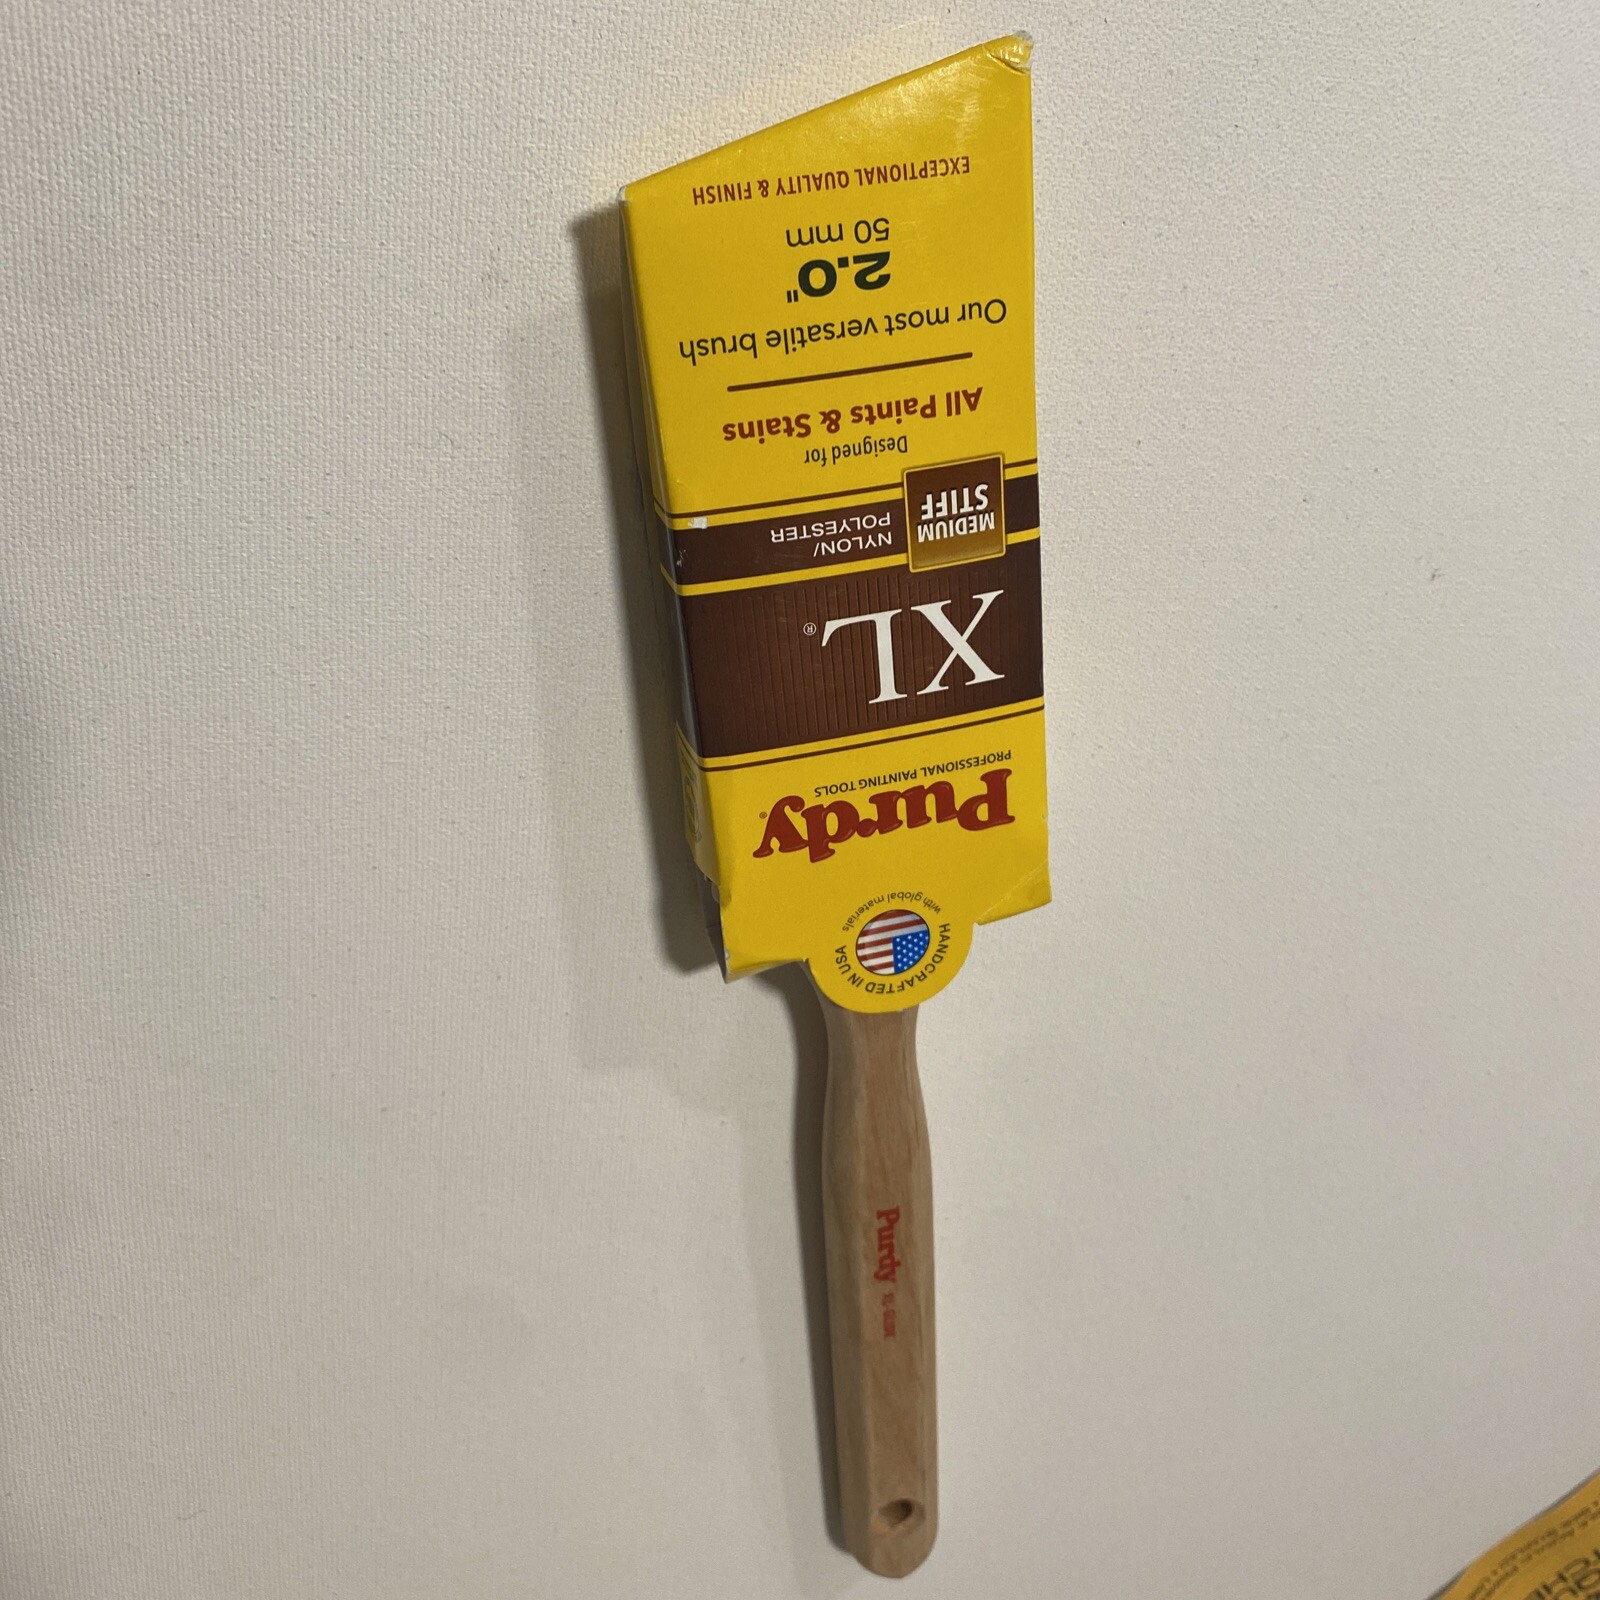 HANDCRAFTED IN USA
with global materials
Purdy®
PROFESSIONAL PAINTING TOOLS
XL®
NYLON/
POLYESTER
MEDIUM
STIFF
Designed for
All Paints & Stains
Our most versatile brush
2.0"
50 mm
EXCEPTIONAL QUALITY & FINISH
Purdy